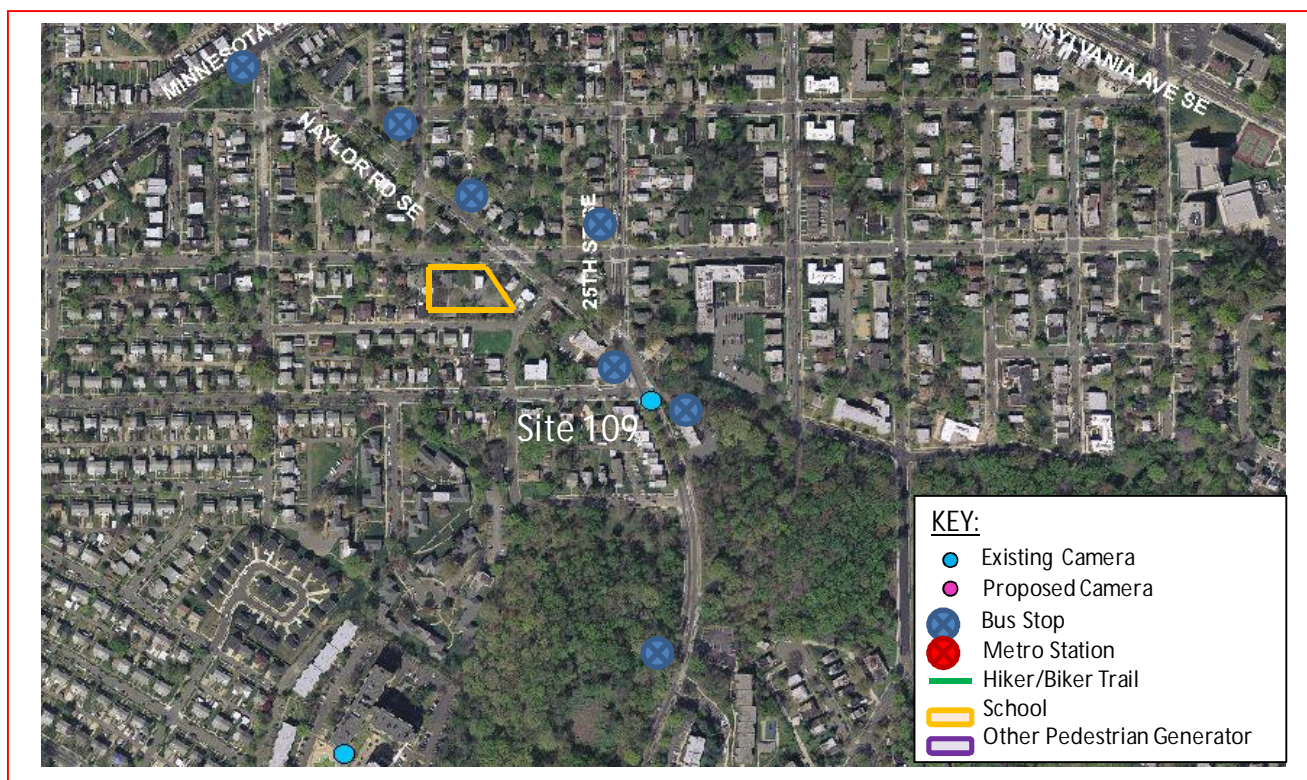 MINNESOTA
NSYLVANIA AVE SE
NAYLOR RD SE
25TH ST SE
Site 109
KEY:
Existing Camera
Proposed Camera
Bus Stop
Metro Station
Hiker/Biker Trail
School
Other Pedestrian Generator